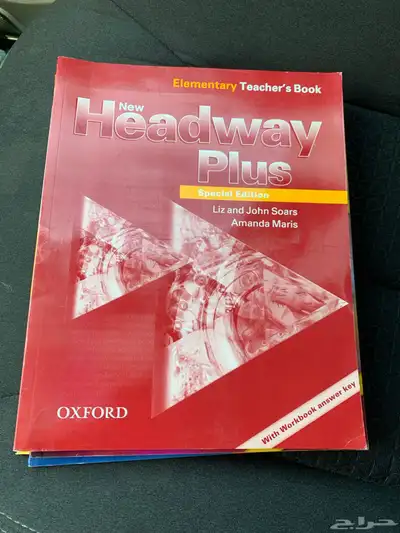 Elementary Teacher's Book
New
Headway
Plus
Special Edition
Liz and John Soars
Amanda Maris
OXFORD
With Workbook answer key
حراج